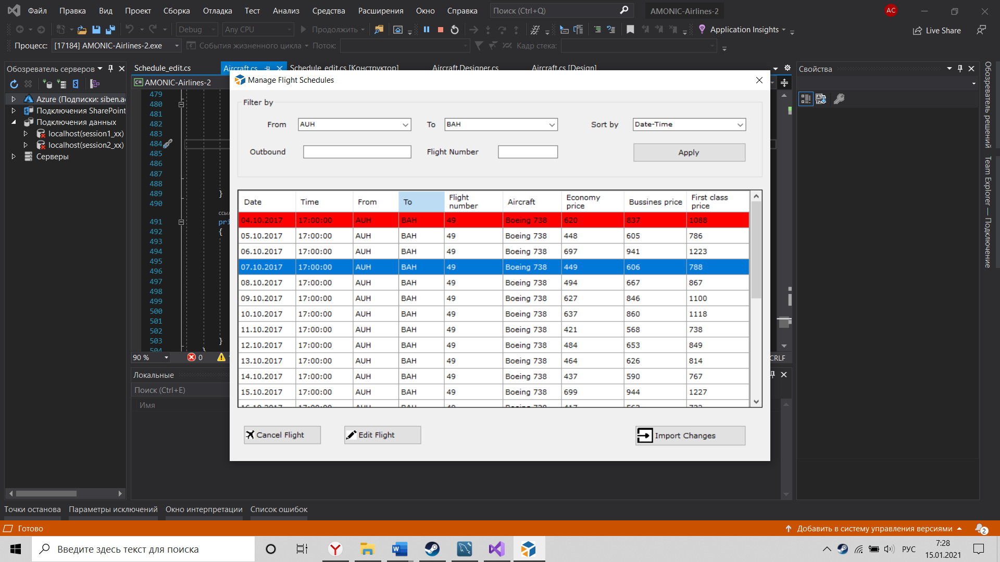 Файл Правка Вид Проект Сборка Отладка Тест Анализ Средства Расширения Окно Справка Поиск (Ctrl+Q) AMONIC-Airlines-2 AC
Debug Any CPU Продолжить Application Insights Live Share
Процесс: [17184] AMONIC-Airlines-2.exe События жизненного цикла Поток: Кадр стека:
Обозреватель серверов
Azure (Подписки: siben.a
Подключения SharePoint
Подключения данных
localhost(session1_xx)
localhost(session2_xx)
Серверы
Schedule_edit.cs Aircraft.cs Schedule_edit.cs [Конструктор] Aircraft.Designer.cs Aircraft.cs [Design]
C# AMONIC-Airlines-2
479
480
481
482
483
484
485
486
487
488
489 }
490
ссыл
491 pri
492 {
493
494
495
496
497
498
499
500
501
502
503 }
504 }
90 % 0
CRLF
Manage Flight Schedules
Filter by
From AUH To BAH Sort by Date-Time
Outbound Flight Number Apply
Date Time From To Flight number Aircraft Economy price Bussines price First class price
04.10.2017 17:00:00 AUH BAH 49 Boeing 738 620 837 1088
05.10.2017 17:00:00 AUH BAH 49 Boeing 738 448 605 786
06.10.2017 17:00:00 AUH BAH 49 Boeing 738 697 941 1223
07.10.2017 17:00:00 AUH BAH 49 Boeing 738 449 606 788
08.10.2017 17:00:00 AUH BAH 49 Boeing 738 494 667 867
09.10.2017 17:00:00 AUH BAH 49 Boeing 738 627 846 1100
10.10.2017 17:00:00 AUH BAH 49 Boeing 738 637 860 1118
11.10.2017 17:00:00 AUH BAH 49 Boeing 738 421 568 738
12.10.2017 17:00:00 AUH BAH 49 Boeing 738 484 653 849
13.10.2017 17:00:00 AUH BAH 49 Boeing 738 464 626 814
14.10.2017 17:00:00 AUH BAH 49 Boeing 738 437 590 767
15.10.2017 17:00:00 AUH BAH 49 Boeing 738 699 944 1227
Cancel Flight Edit Flight Import Changes
Локальные
Поиск (Ctrl+E)
Имя
Свойства
Обозреватель решений
Team Explorer — Подключение
Точки останова Параметры исключений Окно интерпретации Список ошибок
Готово Добавить в систему управления версиями 2
Введите здесь текст для поиска РУС 7:28
15.01.2021